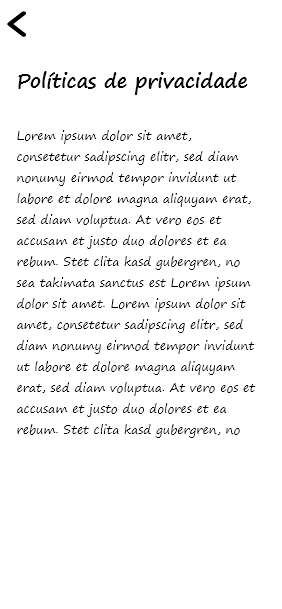 Políticas de privacidade
Lorem ipsum dolor sit amet,
consetetur sadipscing elitr, sed diam
nonumy eirmod tempor invidunt ut
labore et dolore magna aliquyam erat,
sed diam voluptua. At vero eos et
accusam et justo duo dolores et ea
rebum. Stet clita kasd gubergren, no
sea takimata sanctus est Lorem ipsum
dolor sit amet. Lorem ipsum dolor sit
amet, consetetur sadipscing elitr, sed
diam nonumy eirmod tempor invidunt
ut labore et dolore magna aliquyam
erat, sed diam voluptua. At vero eos et
accusam et justo duo dolores et ea
rebum. Stet clita kasd gubergren, no